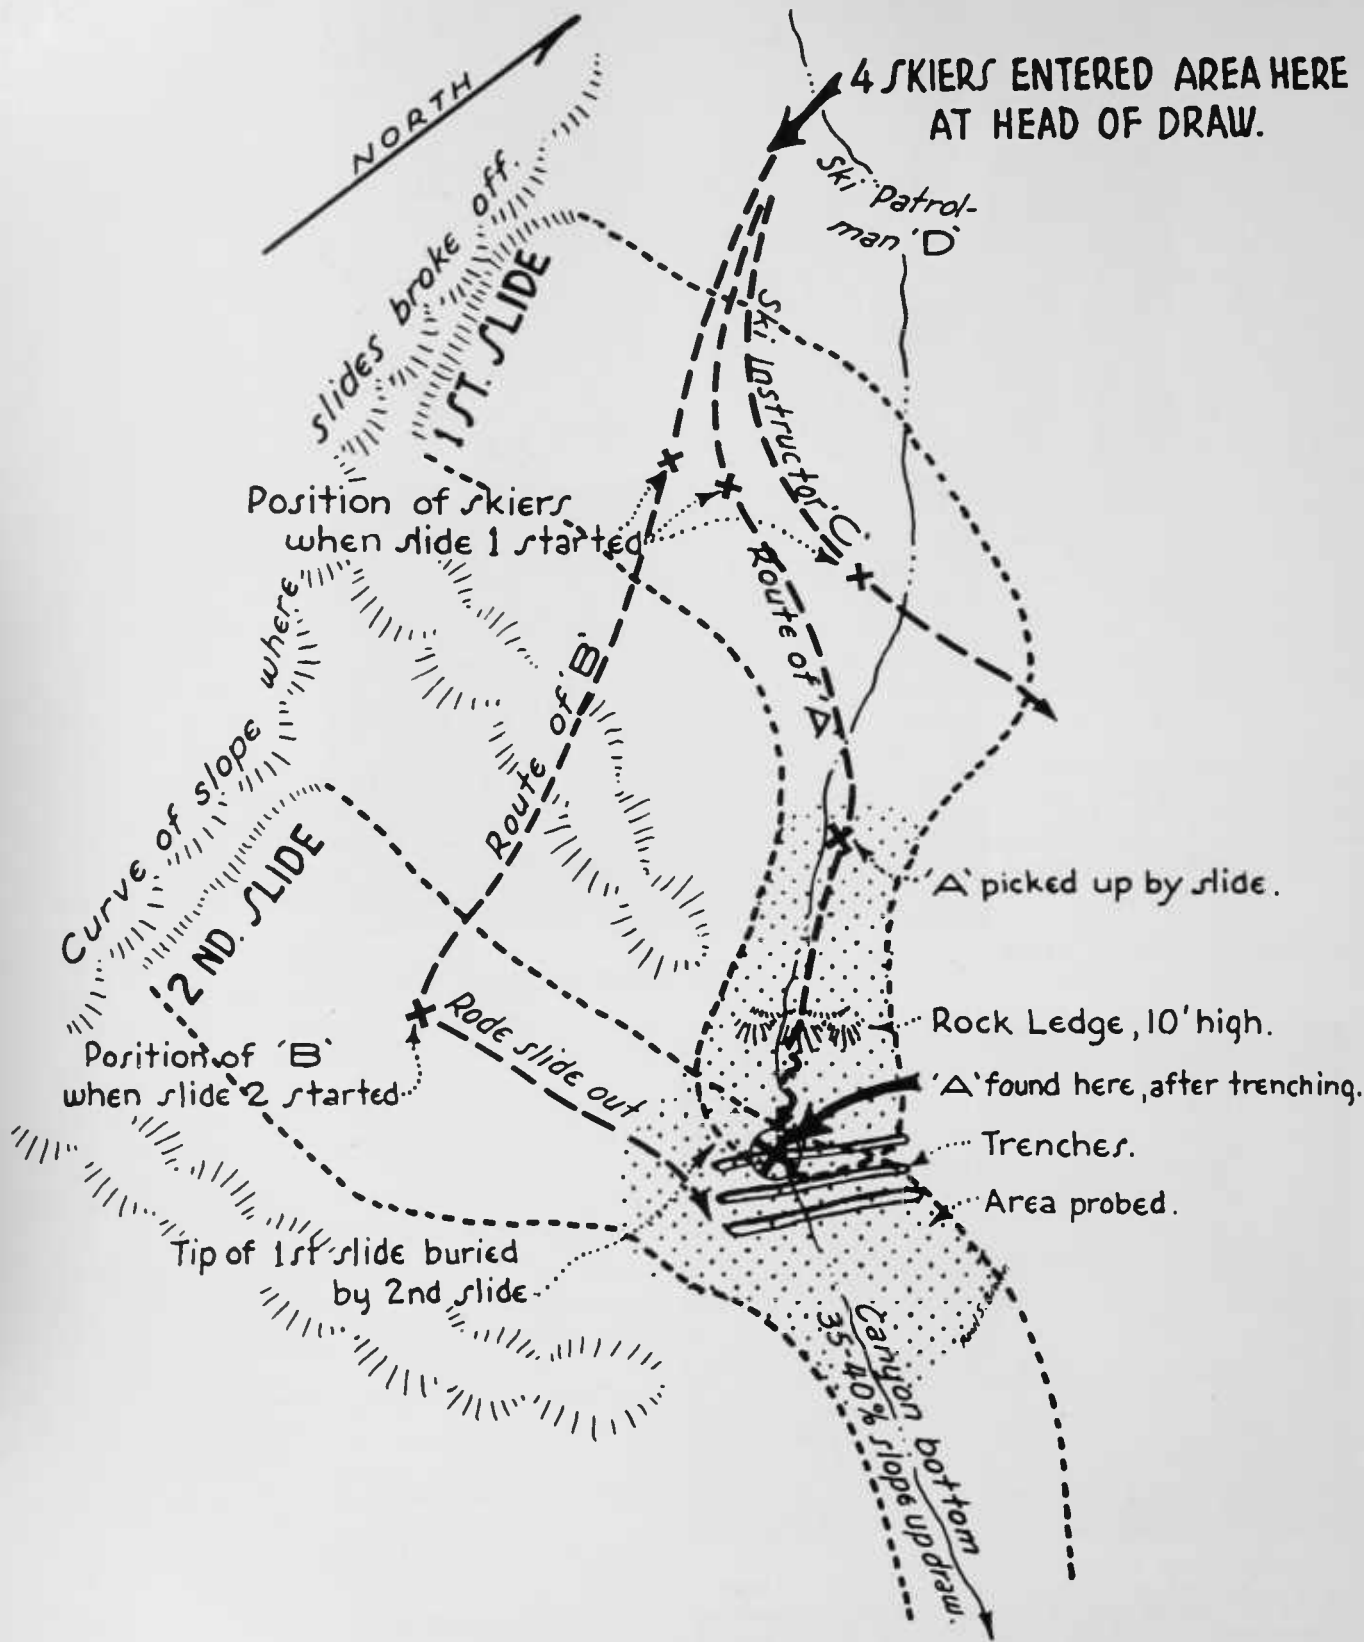 NORTH
4 SKIERS ENTERED AREA HERE
AT HEAD OF DRAW.
Ski Patrol-
man 'D'
slides broke off.
1 ST. SLIDE
Ski Instructor 'C'
Position of skiers
when slide 1 started
Route of 'A'
Route of 'B'
Curve of slope where
2 ND. SLIDE
'A' picked up by slide.
Rode slide out
Rock Ledge, 10' high.
Position of 'B'
when slide 2 started
'A' found here, after trenching.
Trenches.
Area probed.
Tip of 1st slide buried
by 2nd slide
Canyon bottom
35-40% slope up draw.